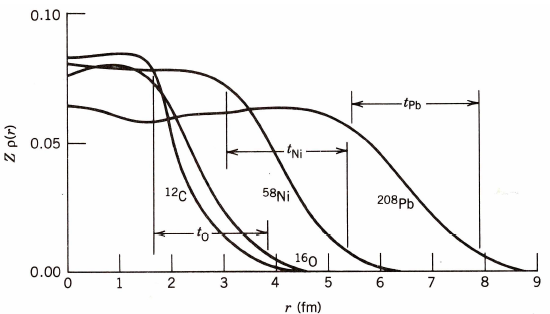 0.10
0.05
0.00
Z ρ(r)
t_Pb
t_Ni
¹²C
⁵⁸Ni
²⁰⁸Pb
t_O
¹⁶O
0 1 2 3 4 5 6 7 8 9
r (fm)